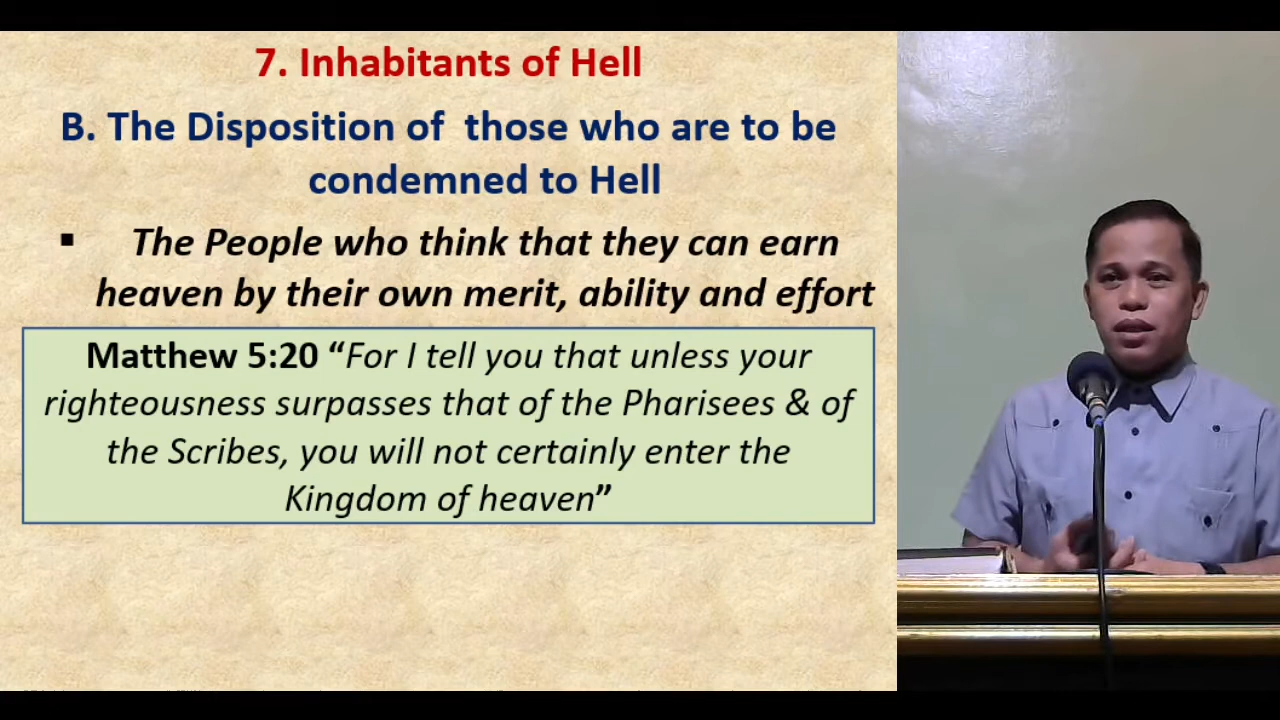 7. Inhabitants of Hell
B. The Disposition of those who are to be
condemned to Hell
▪ The People who think that they can earn
heaven by their own merit, ability and effort
Matthew 5:20 “For I tell you that unless your
righteousness surpasses that of the Pharisees & of
the Scribes, you will not certainly enter the
Kingdom of heaven”